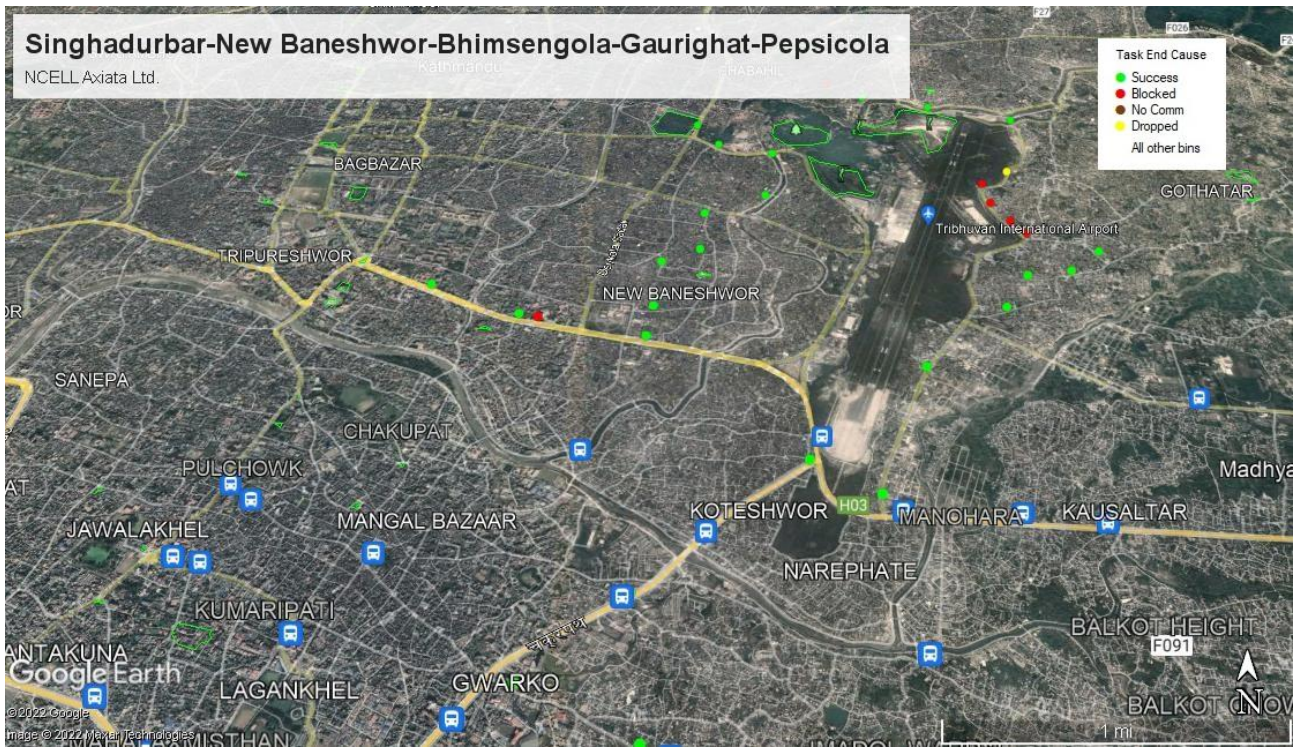 F27
F026
Singhadurbar-New Baneshwor-Bhimsengola-Gaurighat-Pepsicola
NCELL Axiata Ltd.
Kathmandu
CHABAHIL
Task End Cause
Success
Blocked
No Comm
Dropped
All other bins
BAGBAZAR
GOTHATAR
Tribhuvan International Airport
TRIPURESHWOR
NEW BANESHWOR
SANEPA
CHAKUPAT
PULCHOWK
Madhya
JAWALAKHEL
MANGAL BAZAAR
KOTESHWOR
H03
MANOHARA
KAUSALTAR
NAREPHATE
KUMARIPATI
BALKOT HEIGHT
F091
ANTAKUNA
Google Earth
LAGANKHEL
GWARKO
N
© 2022 Google
Image © 2022 Maxar Technologies
1 mi